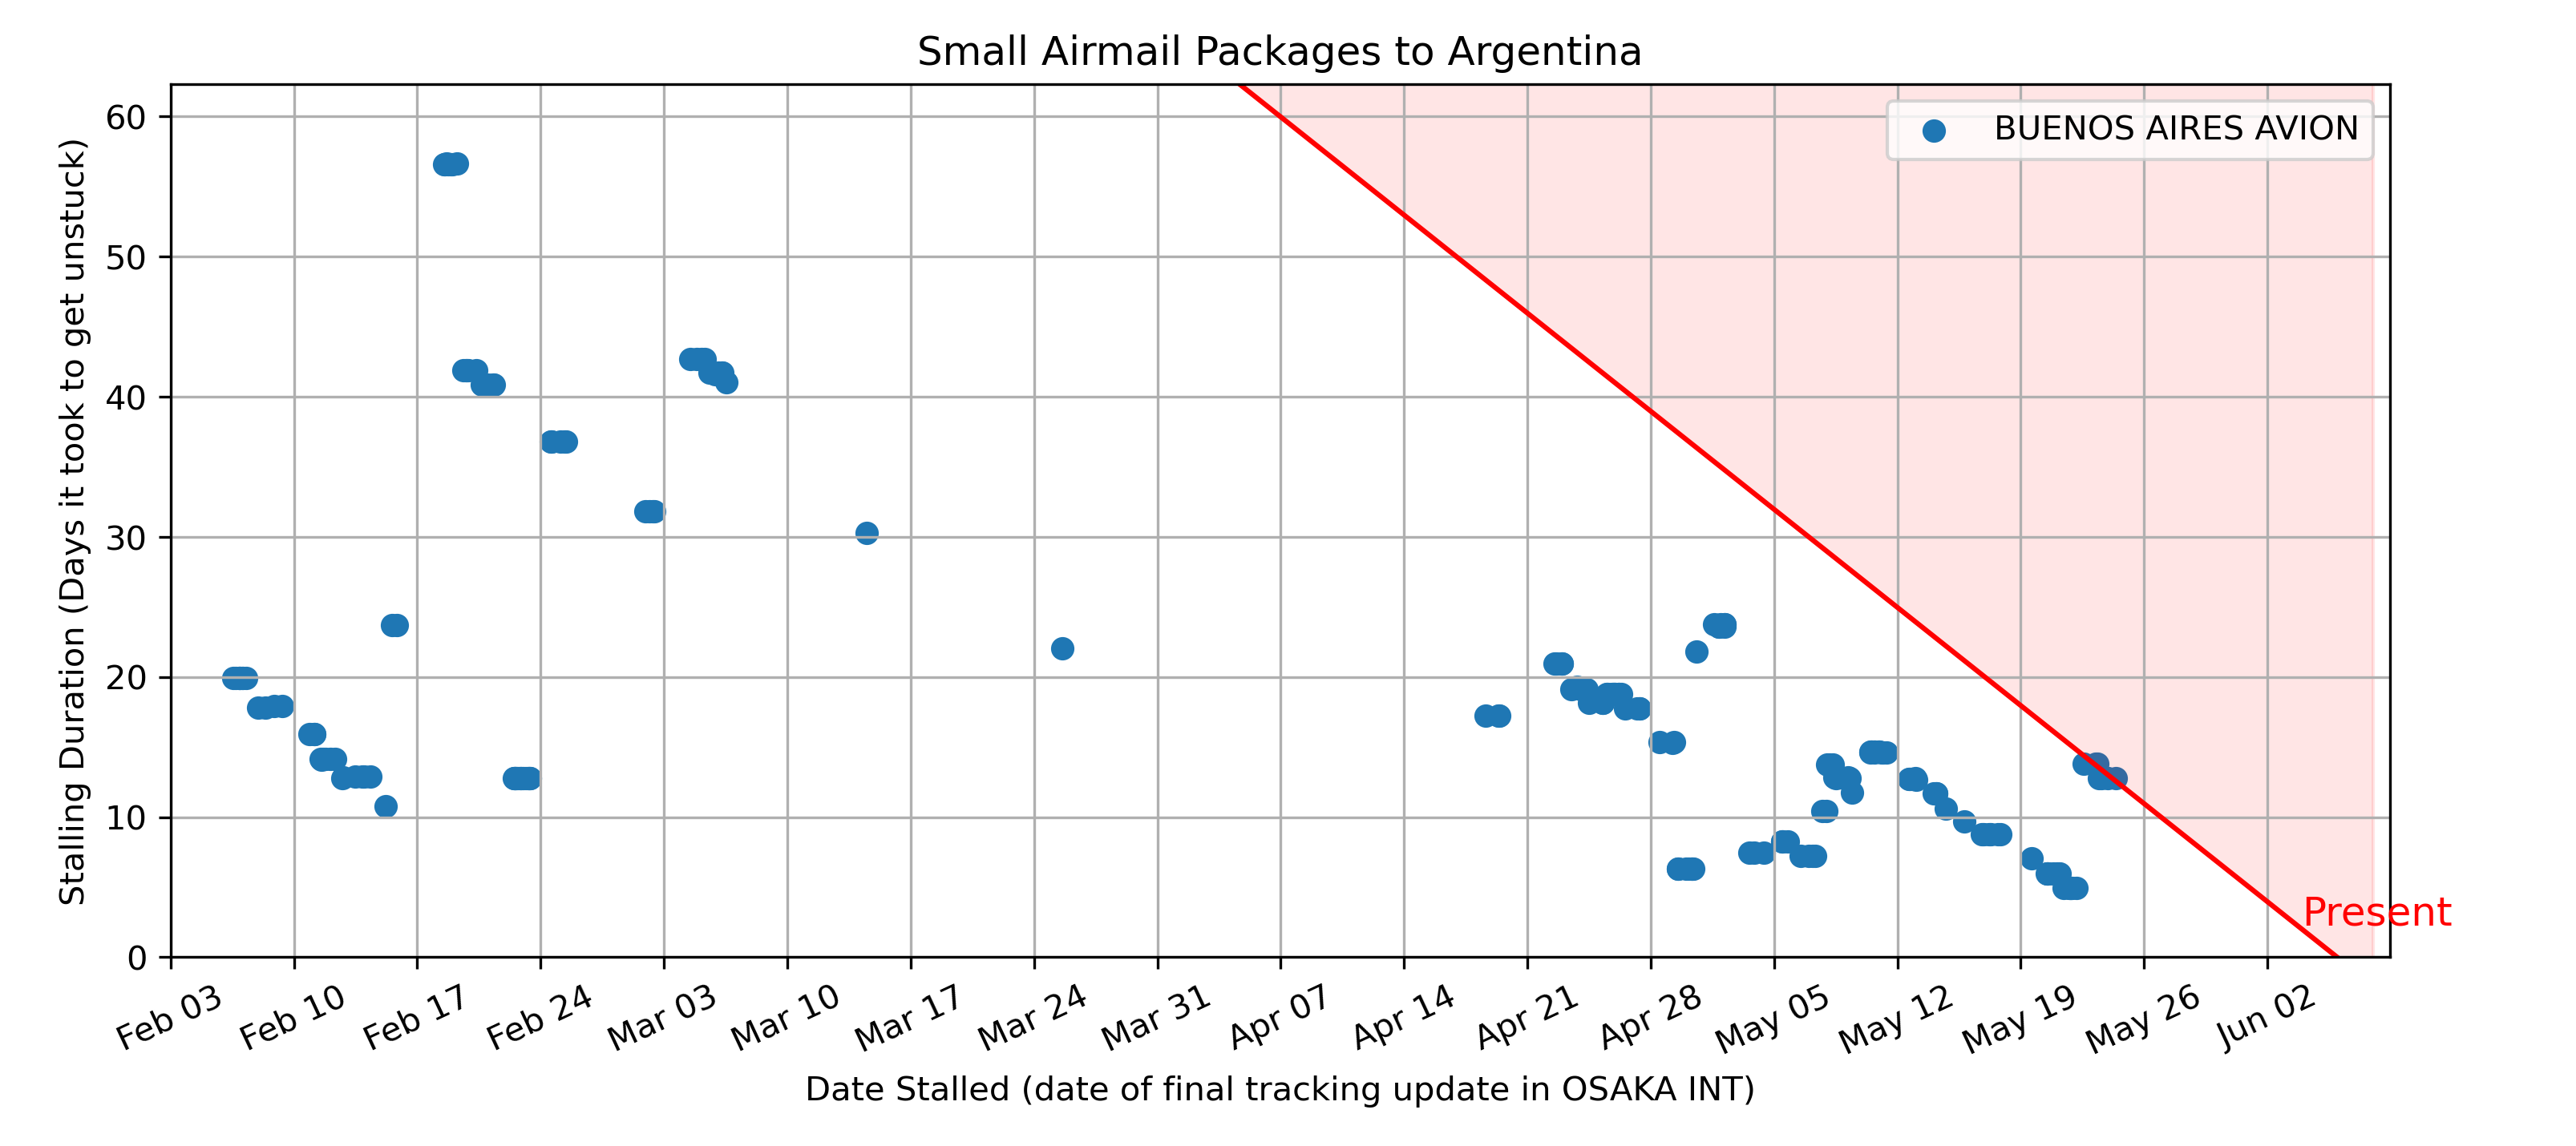 Small Airmail Packages to Argentina
BUENOS AIRES AVION
Stalling Duration (Days it took to get unstuck)
60
50
40
30
20
10
0
Present
Feb 03
Feb 10
Feb 17
Feb 24
Mar 03
Mar 10
Mar 17
Mar 24
Mar 31
Apr 07
Apr 14
Apr 21
Apr 28
May 05
May 12
May 19
May 26
Jun 02
Date Stalled (date of final tracking update in OSAKA INT)